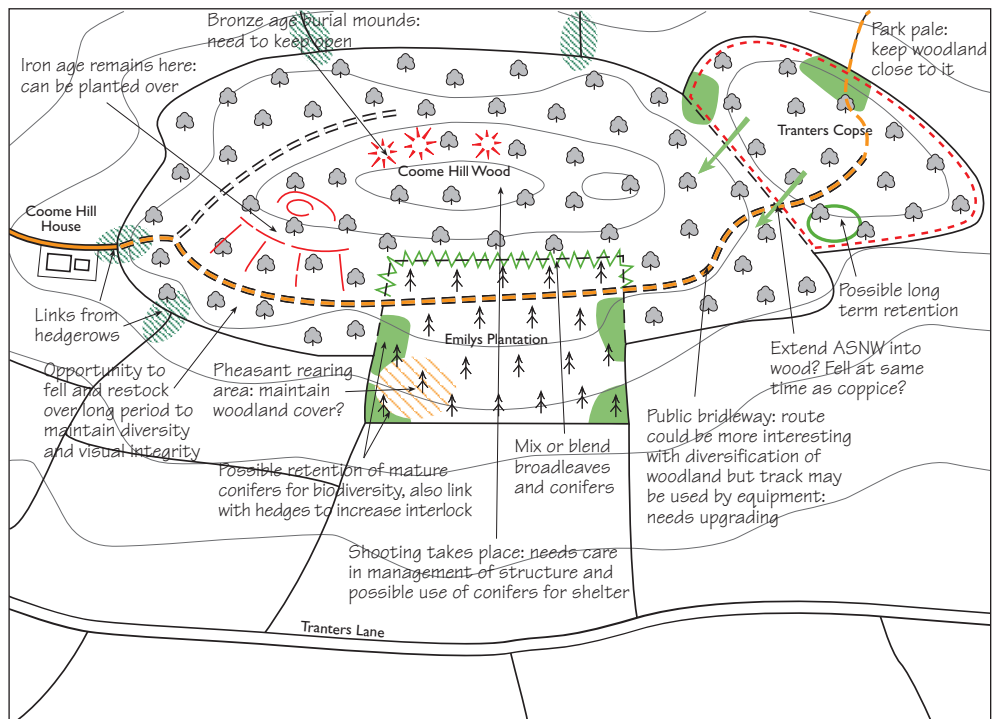 Bronze age burial mounds:
need to keep open
Park pale:
keep woodland
close to it
Iron age remains here:
can be planted over
Tranters Copse
Coome Hill Wood
Coome Hill
House
Links from
hedgerows
Possible long
term retention
Emilys Plantation
Extend ASNW into
wood? Fell at same
time as coppice?
Opportunity to
fell and restock
over long period to
maintain diversity
and visual integrity
Pheasant rearing
area: maintain
woodland cover?
Public bridleway: route
could be more interesting
with diversification of
woodland but track may
be used by equipment:
needs upgrading
Mix or blend
broadleaves
and conifers
Possible retention of mature
conifers for biodiversity, also link
with hedges to increase interlock
Shooting takes place: needs care
in management of structure and
possible use of conifers for shelter
Tranters Lane